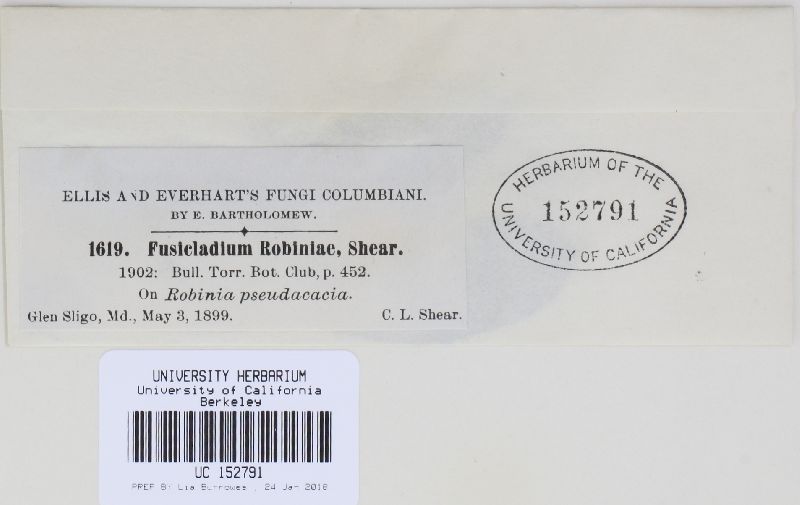 ELLIS AND EVERHART'S FUNGI COLUMBIANI.
BY E. BARTHOLOMEW.
1619. Fusicladium Robiniae, Shear.
1902: Bull. Torr. Bot. Club, p. 452.
On Robinia pseudacacia.
Glen Sligo, Md., May 3, 1899. C. L. Shear.
HERBARIUM OF THE
152791
UNIVERSITY OF CALIFORNIA
UNIVERSITY HERBARIUM
University of California
Berkeley
UC 152791
PREP BY Lia Burrowes , 24 Jan 2018